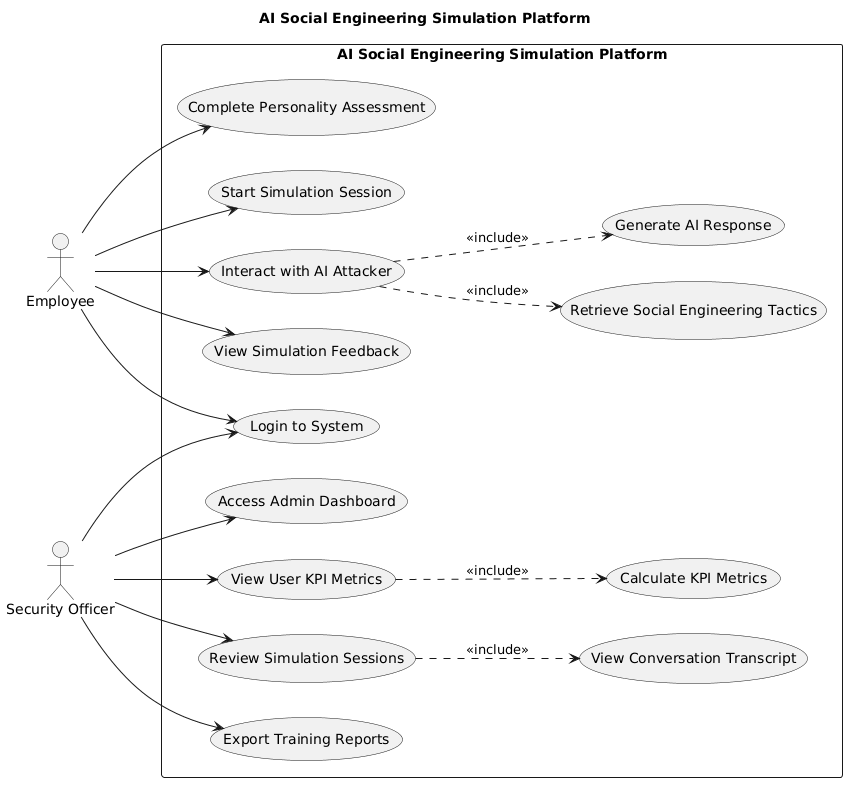 AI Social Engineering Simulation Platform
AI Social Engineering Simulation Platform
Complete Personality Assessment
Start Simulation Session
Generate AI Response
«include»
Interact with AI Attacker
«include»
Retrieve Social Engineering Tactics
Employee
View Simulation Feedback
Login to System
Access Admin Dashboard
«include»
View User KPI Metrics
Calculate KPI Metrics
Security Officer
«include»
Review Simulation Sessions
View Conversation Transcript
Export Training Reports